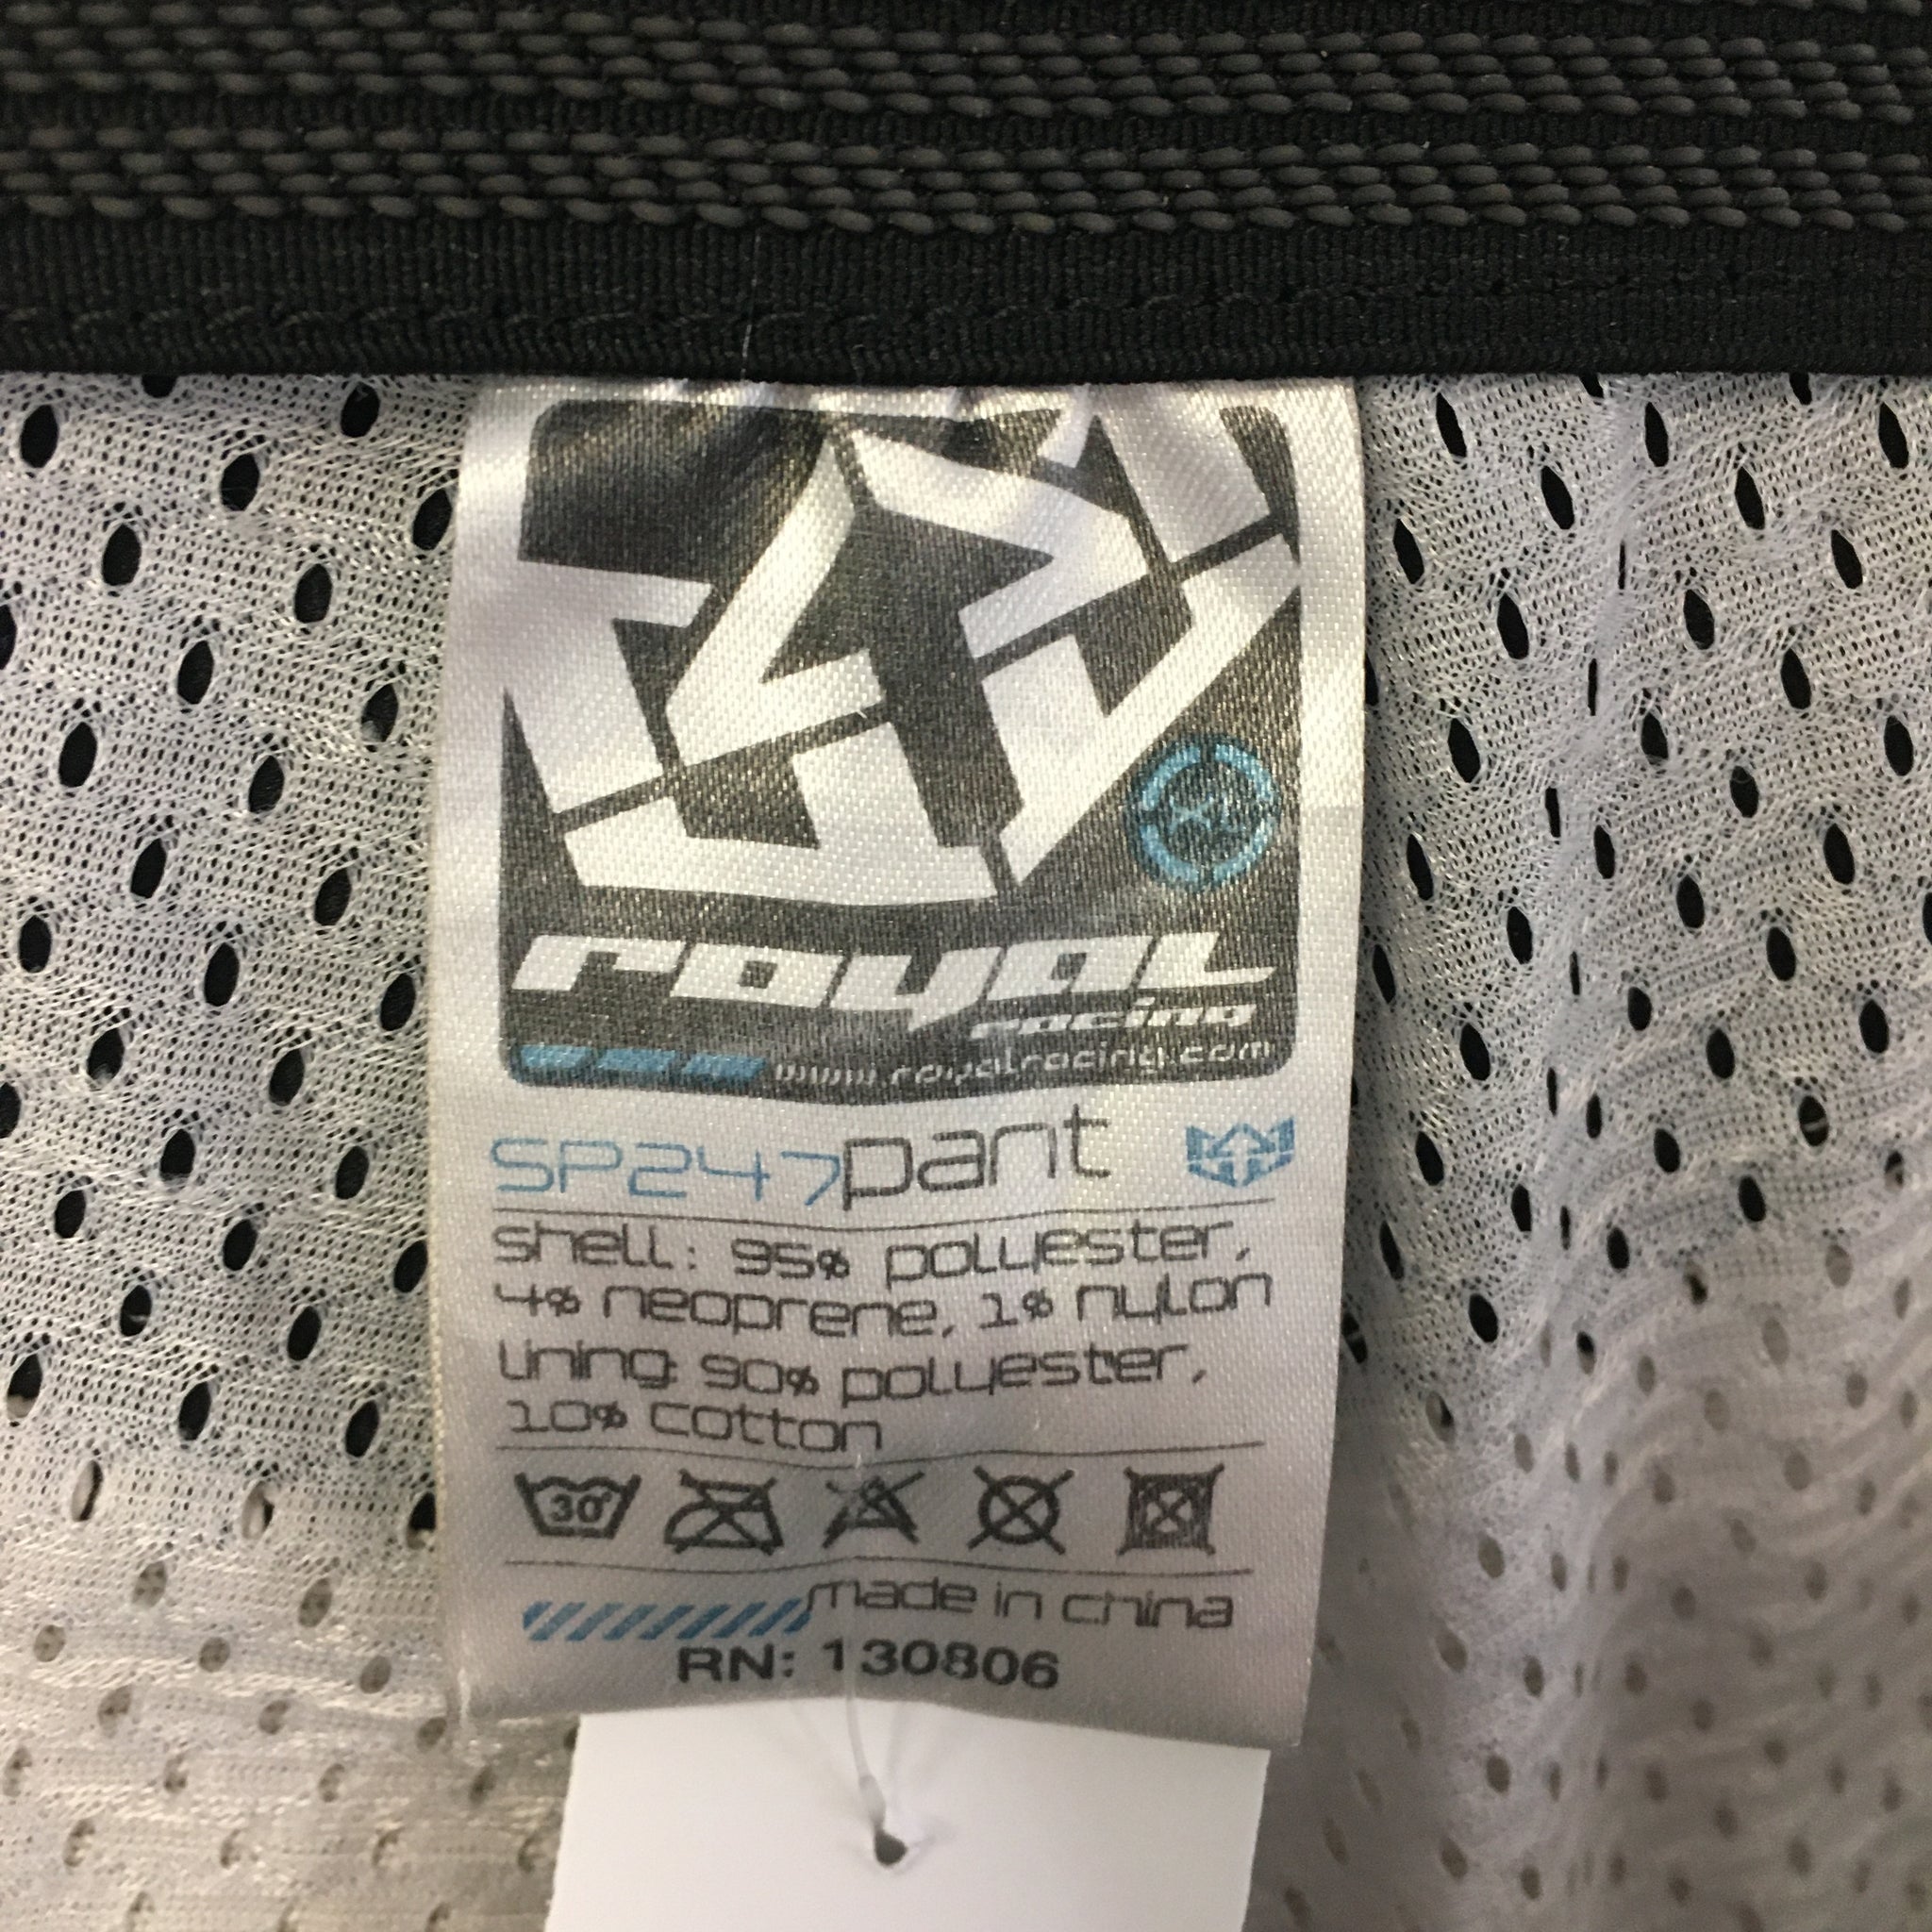 royal
racing
www.royalracing.com
SP247pant
shell: 95% polyester,
4% neoprene, 1% nylon
lining: 90% polyester,
10% cotton
30°
made in china
RN: 130806